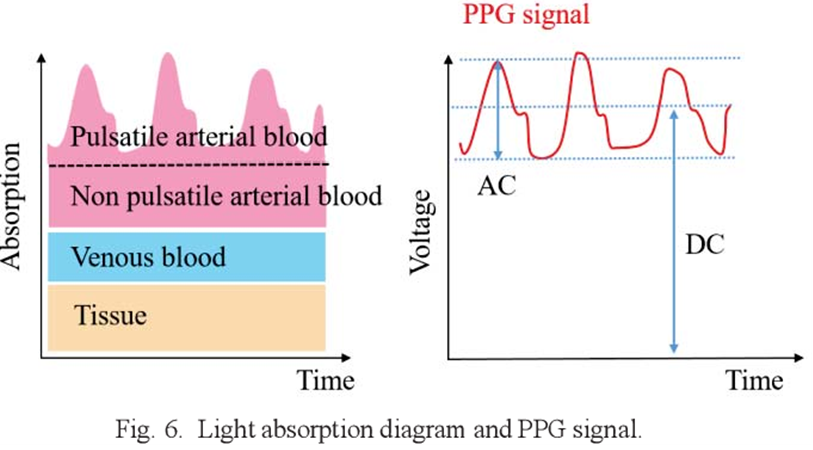 PPG signal
Absorption
Pulsatile arterial blood
Non pulsatile arterial blood
Venous blood
Tissue
Time
Voltage
AC
DC
Time
Fig. 6. Light absorption diagram and PPG signal.